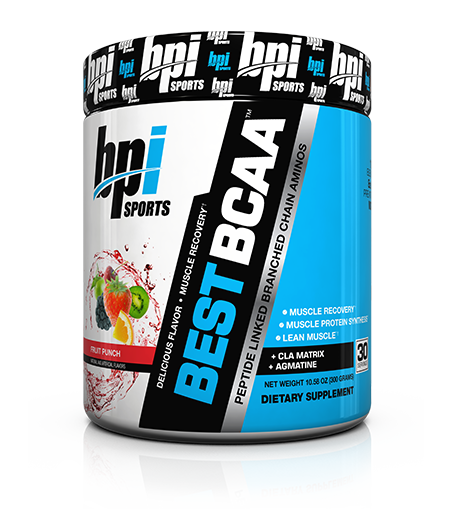 bpi
SPORTS
bpi
SPORTS
bpi
SPORTS
bpi
SPORTS
DELICIOUS FLAVOR • MUSCLE RECOVERY†
BEST BCAA™
PEPTIDE LINKED BRANCHED CHAIN AMINOS
FRUIT PUNCH
• MUSCLE RECOVERY†
• MUSCLE PROTEIN SYNTHESIS
• LEAN MUSCLE†
+ CLA MATRIX
+ AGMATINE
30
NET WEIGHT 10.58 OZ (300 GRAMS)
DIETARY SUPPLEMENT